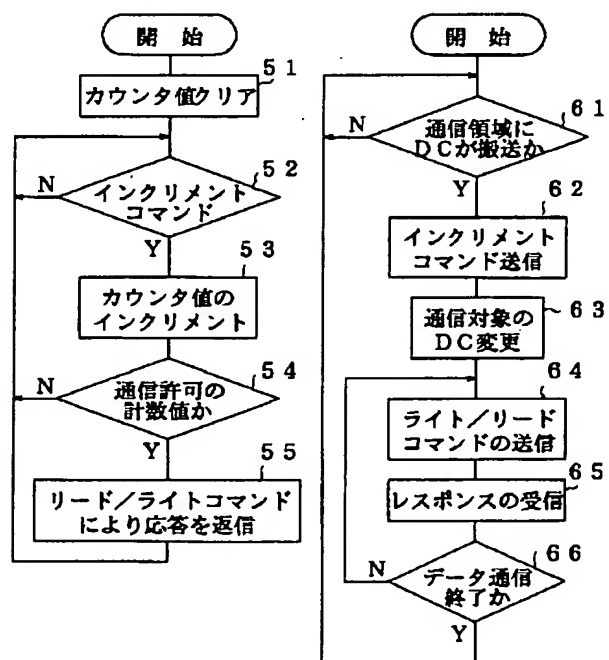 開 始
51
カウンタ値クリア
52
N
インクリメント
コマンド
Y
53
カウンタ値の
インクリメント
54
N
通信許可の
計数値か
Y
55
リード/ライトコマンド
により応答を返信
開 始
61
N
通信領域に
DCが搬送か
Y
62
インクリメント
コマンド送信
63
通信対象の
DC変更
64
ライト/リード
コマンドの送信
65
レスポンスの受信
66
N
データ通信
終了か
Y